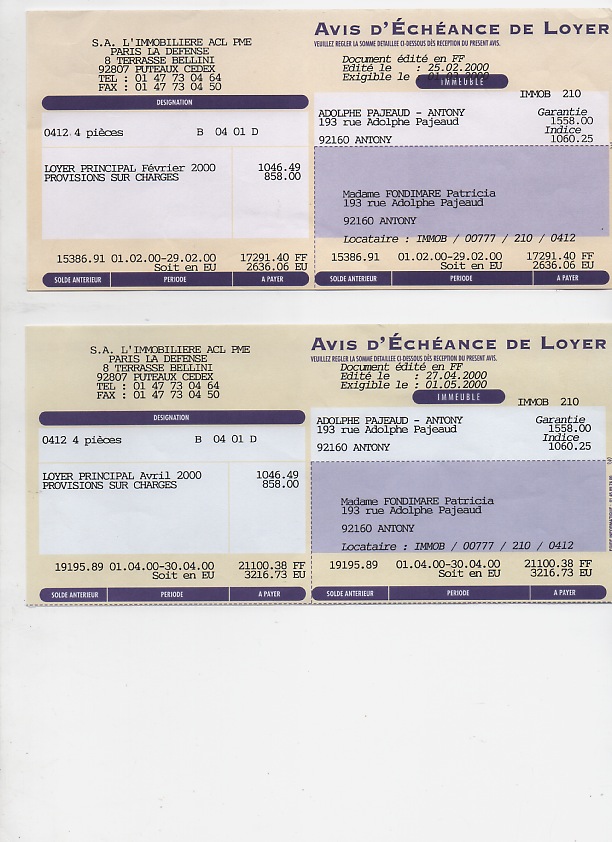 S.A. L'IMMOBILIERE ACL PME
PARIS LA DEFENSE
8 TERRASSE BELLINI
92807 PUTEAUX CEDEX
TEL : 01 47 73 04 64
FAX : 01 47 73 04 50
DESIGNATION
0412 4 pièces B 04 01 D
LOYER PRINCIPAL Février 2000 1046.49
PROVISIONS SUR CHARGES 858.00
15386.91 01.02.00-29.02.00 17291.40 FF
Soit en EU 2636.06 EU
SOLDE ANTERIEUR PERIODE A PAYER
AVIS D'ÉCHÉANCE DE LOYER
VEUILLEZ REGLER LA SOMME DETAILLEE CI-DESSOUS DÈS RECEPTION DU PRESENT AVIS.
Document édité en FF
Edité le : 25.02.2000
Exigible le : 01.03.2000
IMMEUBLE
IMMOB 210
ADOLPHE PAJEAUD - ANTONY Garantie
193 rue Adolphe Pajeaud 1558.00
Indice
92160 ANTONY 1060.25
Madame FONDIMARE Patricia
193 rue Adolphe Pajeaud
92160 ANTONY
Locataire : IMMOB / 00777 / 210 / 0412
15386.91 01.02.00-29.02.00 17291.40 FF
Soit en EU 2636.06 EU
SOLDE ANTERIEUR PERIODE A PAYER
S.A. L'IMMOBILIERE ACL PME
PARIS LA DEFENSE
8 TERRASSE BELLINI
92807 PUTEAUX CEDEX
TEL : 01 47 73 04 64
FAX : 01 47 73 04 50
DESIGNATION
0412 4 pièces B 04 01 D
LOYER PRINCIPAL Avril 2000 1046.49
PROVISIONS SUR CHARGES 858.00
19195.89 01.04.00-30.04.00 21100.38 FF
Soit en EU 3216.73 EU
SOLDE ANTERIEUR PERIODE A PAYER
AVIS D'ÉCHÉANCE DE LOYER
VEUILLEZ REGLER LA SOMME DETAILLEE CI-DESSOUS DÈS RECEPTION DU PRESENT AVIS.
Document édité en FF
Edité le : 27.04.2000
Exigible le : 01.05.2000
IMMEUBLE
IMMOB 210
ADOLPHE PAJEAUD - ANTONY Garantie
193 rue Adolphe Pajeaud 1558.00
Indice
92160 ANTONY 1060.25
Madame FONDIMARE Patricia
193 rue Adolphe Pajeaud
92160 ANTONY
Locataire : IMMOB / 00777 / 210 / 0412
19195.89 01.04.00-30.04.00 21100.38 FF
Soit en EU 3216.73 EU
SOLDE ANTERIEUR PERIODE A PAYER